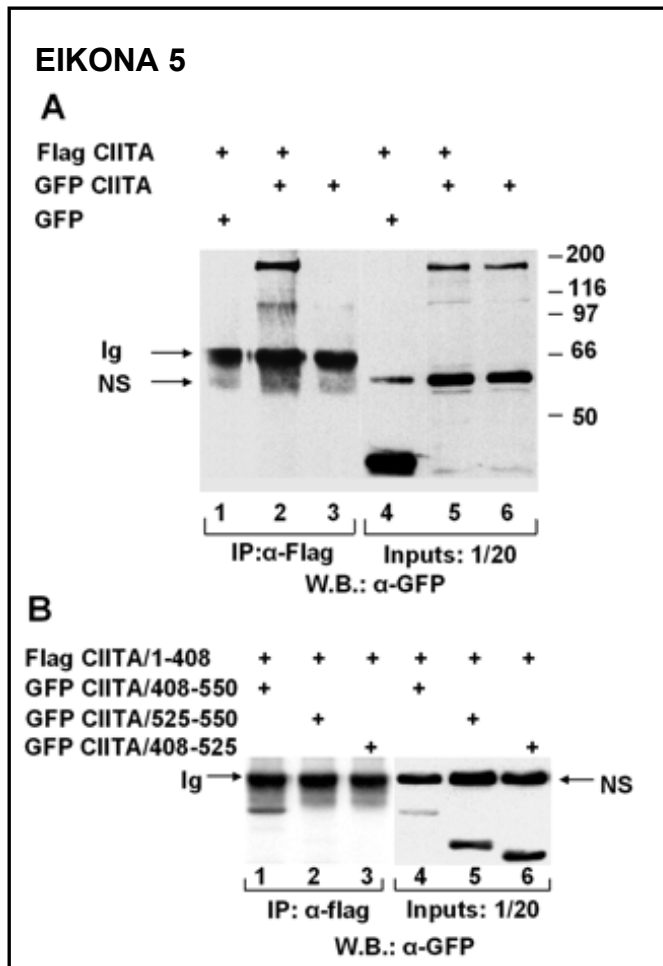 ΕΙΚΟΝΑ 5
A
Flag CIITA + + + +
GFP CIITA + + + +
GFP + +
200
116
97
Ig 66
NS
50
1 2 3 4 5 6
IP:α-Flag Inputs: 1/20
W.B.: α-GFP
B
Flag CIITA/1-408 + + + + + +
GFP CIITA/408-550 + +
GFP CIITA/525-550 + +
GFP CIITA/408-525 + +
Ig NS
1 2 3 4 5 6
IP: α-flag Inputs: 1/20
W.B.: α-GFP